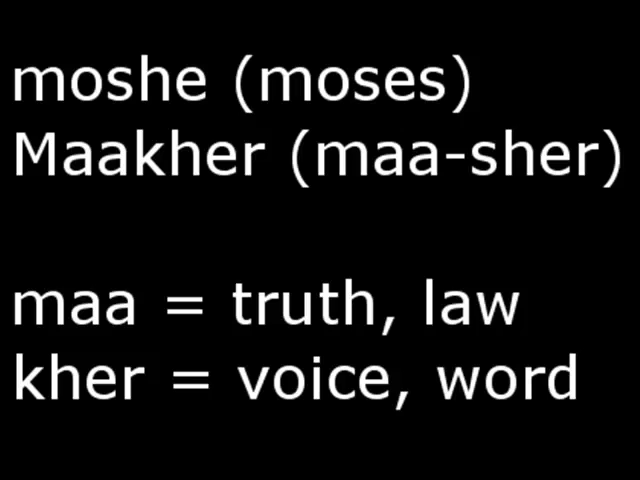 moshe (moses)
Maakher (maa-sher)
maa = truth, law
kher = voice, word